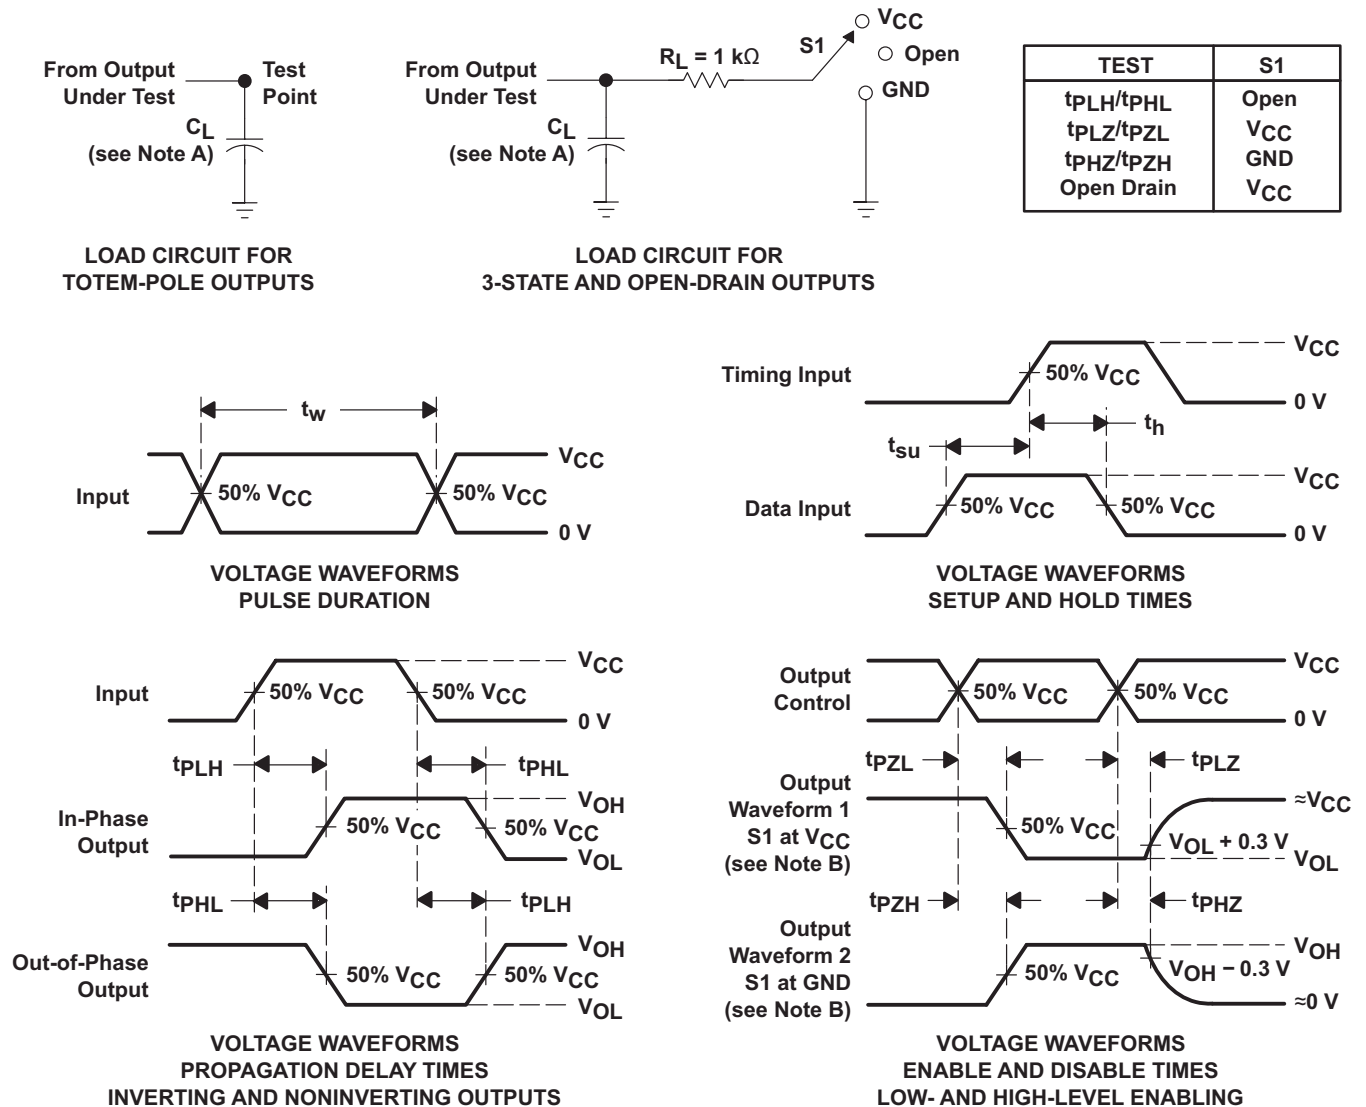 From Output
Under Test
Test
Point
CL
(see Note A)
LOAD CIRCUIT FOR
TOTEM-POLE OUTPUTS
From Output
Under Test
RL = 1 kΩ
S1
VCC
Open
GND
CL
(see Note A)
LOAD CIRCUIT FOR
3-STATE AND OPEN-DRAIN OUTPUTS
TEST S1
tPLH/tPHL Open
tPLZ/tPZL VCC
tPHZ/tPZH GND
Open Drain VCC
tw
Input
50% VCC
50% VCC
VCC
0 V
VOLTAGE WAVEFORMS
PULSE DURATION
Timing Input
50% VCC
VCC
0 V
tsu
th
Data Input
50% VCC
50% VCC
VCC
0 V
VOLTAGE WAVEFORMS
SETUP AND HOLD TIMES
Input
50% VCC
50% VCC
VCC
0 V
tPLH
tPHL
In-Phase
Output
50% VCC
50% VCC
VOH
VOL
tPHL
tPLH
Out-of-Phase
Output
50% VCC
50% VCC
VOH
VOL
VOLTAGE WAVEFORMS
PROPAGATION DELAY TIMES
INVERTING AND NONINVERTING OUTPUTS
Output
Control
50% VCC
50% VCC
VCC
0 V
tPZL
tPLZ
Output
Waveform 1
S1 at VCC
(see Note B)
50% VCC
VOL + 0.3 V
≈VCC
VOL
tPZH
tPHZ
Output
Waveform 2
S1 at GND
(see Note B)
50% VCC
VOH − 0.3 V
VOH
≈0 V
VOLTAGE WAVEFORMS
ENABLE AND DISABLE TIMES
LOW- AND HIGH-LEVEL ENABLING